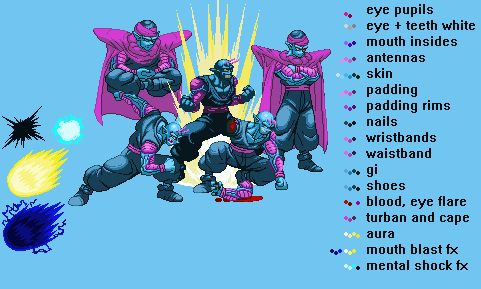 eye pupils
eye + teeth white
mouth insides
antennas
skin
padding
padding rims
nails
wristbands
waistband
gi
shoes
blood, eye flare
turban and cape
aura
mouth blast fx
mental shock fx